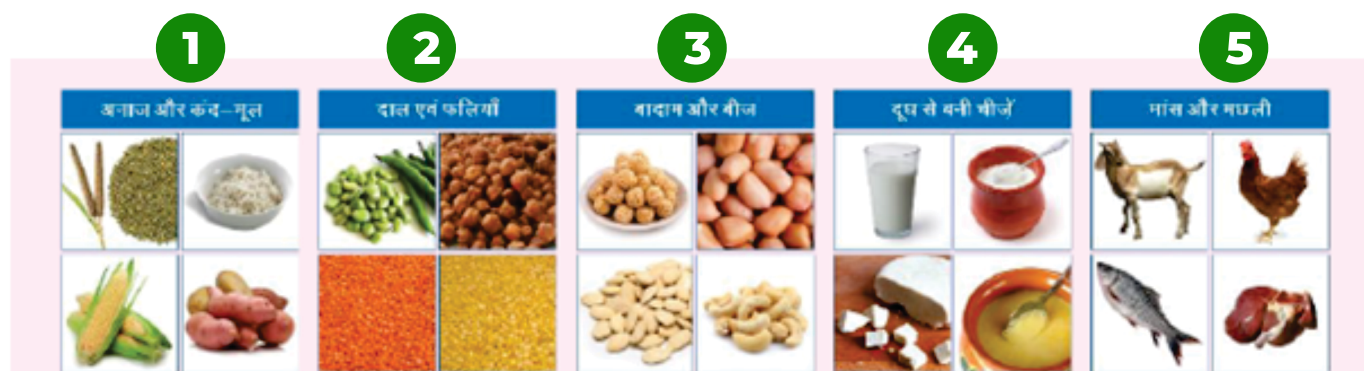 1
2
3
4
5
अनाज और कंद–मूल
दाल एवं फलियाँ
बादाम और बीज
दूध से बनी चीज़ें
मांस और मछली